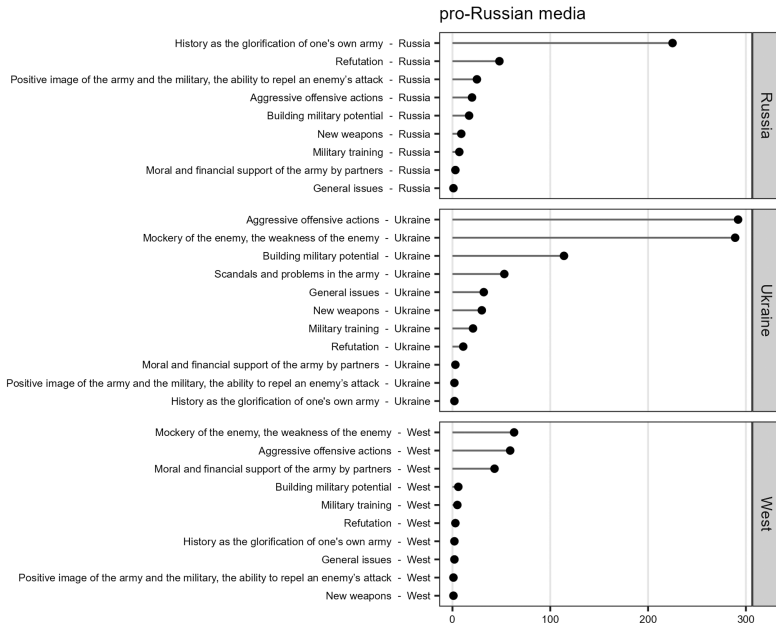 pro-Russian media
History as the glorification of one's own army - Russia
Refutation - Russia
Positive image of the army and the military, the ability to repel an enemy's attack - Russia
Aggressive offensive actions - Russia
Building military potential - Russia
New weapons - Russia
Military training - Russia
Moral and financial support of the army by partners - Russia
General issues - Russia
Russia
Aggressive offensive actions - Ukraine
Mockery of the enemy, the weakness of the enemy - Ukraine
Building military potential - Ukraine
Scandals and problems in the army - Ukraine
General issues - Ukraine
New weapons - Ukraine
Military training - Ukraine
Refutation - Ukraine
Moral and financial support of the army by partners - Ukraine
Positive image of the army and the military, the ability to repel an enemy's attack - Ukraine
History as the glorification of one's own army - Ukraine
Ukraine
Mockery of the enemy, the weakness of the enemy - West
Aggressive offensive actions - West
Moral and financial support of the army by partners - West
Building military potential - West
Military training - West
Refutation - West
History as the glorification of one's own army - West
General issues - West
Positive image of the army and the military, the ability to repel an enemy's attack - West
New weapons - West
West
0 100 200 300